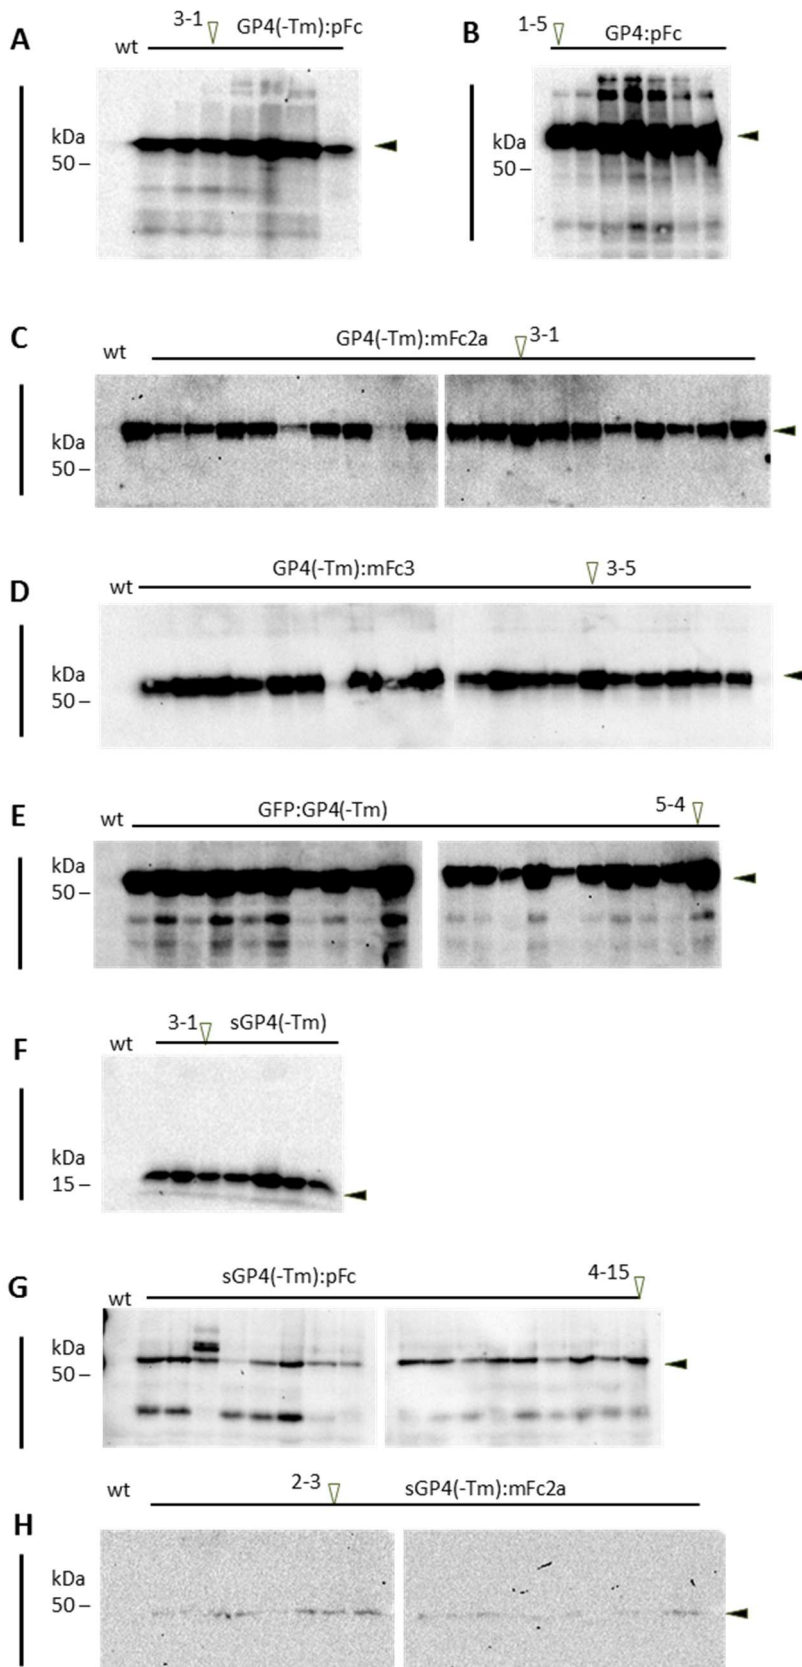 A
wt
3-1
GP4(-Tm):pFc
kDa
50
B
1-5
GP4:pFc
kDa
50
C
wt
GP4(-Tm):mFc2a
3-1
kDa
50
D
wt
GP4(-Tm):mFc3
3-5
kDa
50
E
wt
GFP:GP4(-Tm)
5-4
kDa
50
F
wt
3-1
sGP4(-Tm)
kDa
15
G
wt
sGP4(-Tm):pFc
4-15
kDa
50
H
wt
2-3
sGP4(-Tm):mFc2a
kDa
50